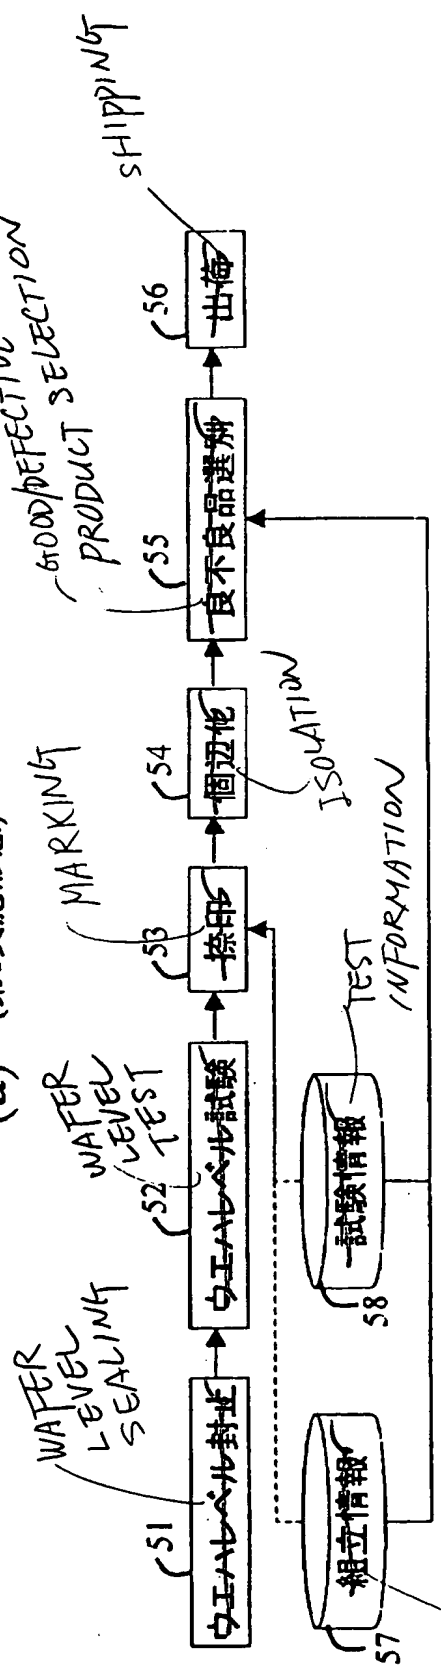 (a)
WAFER
LEVEL
SEALING
51
ウエハレベル封止
WAFER
LEVEL
TEST
52
ウエハレベル試験
MARKING
53
捺印
54
個辺化
ISOLATION
GOOD/DEFECTIVE
PRODUCT SELECTION
55
良不良品選別
SHIPPING
56
出荷
57
組立情報
58
試験情報
TEST
INFORMATION